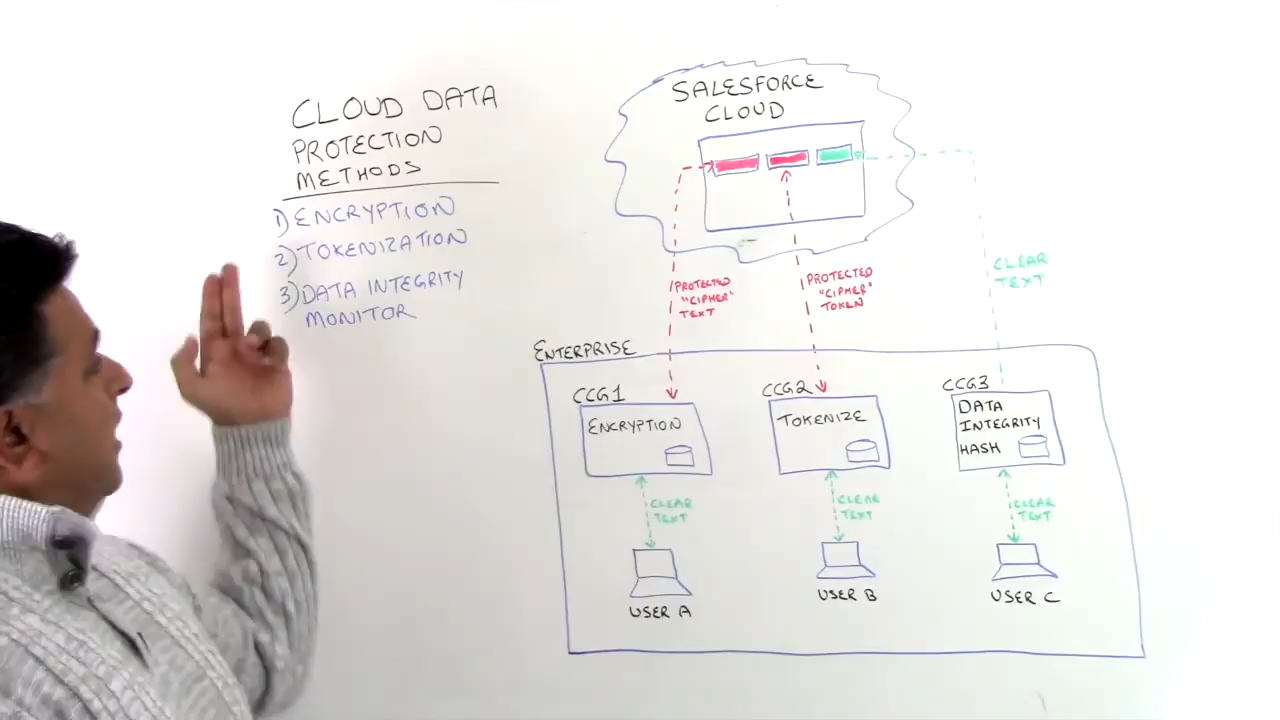 CLOUD DATA
PROTECTION
METHODS
1) ENCRYPTION
2) TOKENIZATION
3) DATA INTEGRITY
MONITOR
SALESFORCE
CLOUD
PROTECTED
"CIPHER"
TEXT
PROTECTED
"CIPHER"
TOKEN
CLEAR
TEXT
ENTERPRISE
CCG1
ENCRYPTION
CCG2
TOKENIZE
CCG3
DATA
INTEGRITY
HASH
CLEAR
TEXT
CLEAR
TEXT
CLEAR
TEXT
USER A
USER B
USER C